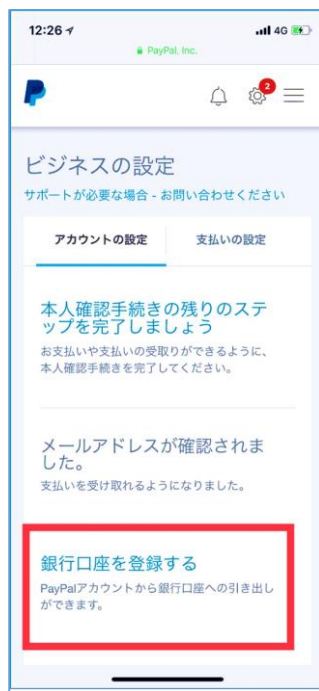 12:26
4G
PayPal, Inc.
2
ビジネスの設定
サポートが必要な場合 - お問い合わせください
アカウントの設定 支払いの設定
本人確認手続きの残りのステ
ップを完了しましょう
お支払いや支払いの受取りができるように、
本人確認手続きを完了してください。
メールアドレスが確認されま
した。
支払いを受け取れるようになりました。
銀行口座を登録する
PayPalアカウントから銀行口座への引き出し
ができます。